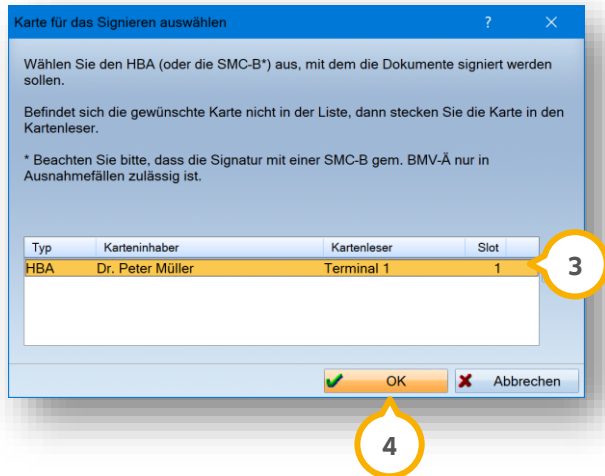 Karte für das Signieren auswählen ? ×
Wählen Sie den HBA (oder die SMC-B*) aus, mit dem die Dokumente signiert werden
sollen.
Befindet sich die gewünschte Karte nicht in der Liste, dann stecken Sie die Karte in den
Kartenleser.
* Beachten Sie bitte, dass die Signatur mit einer SMC-B gem. BMV-Ä nur in
Ausnahmefällen zulässig ist.
Typ Karteninhaber Kartenleser Slot
HBA Dr. Peter Müller Terminal 1 1
3
OK Abbrechen
4